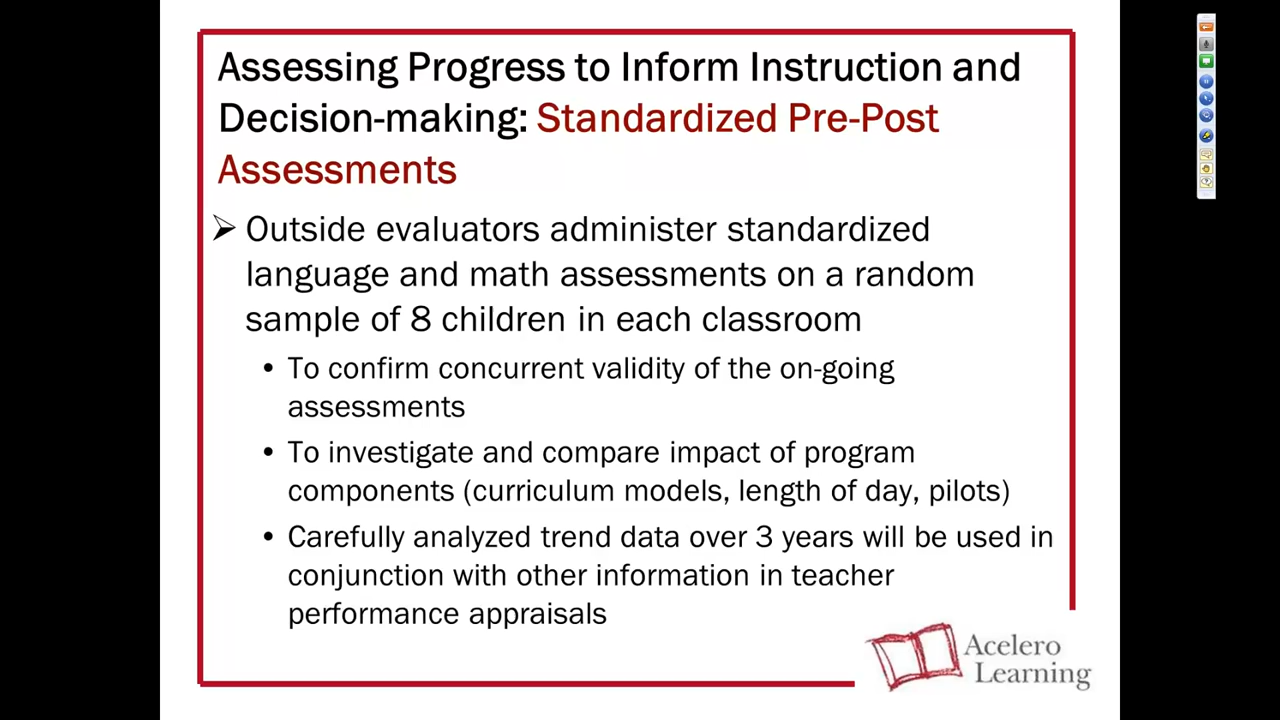 Assessing Progress to Inform Instruction and
Decision-making: Standardized Pre-Post
Assessments
➢ Outside evaluators administer standardized
language and math assessments on a random
sample of 8 children in each classroom
• To confirm concurrent validity of the on-going
assessments
• To investigate and compare impact of program
components (curriculum models, length of day, pilots)
• Carefully analyzed trend data over 3 years will be used in
conjunction with other information in teacher
performance appraisals
Acelero
Learning